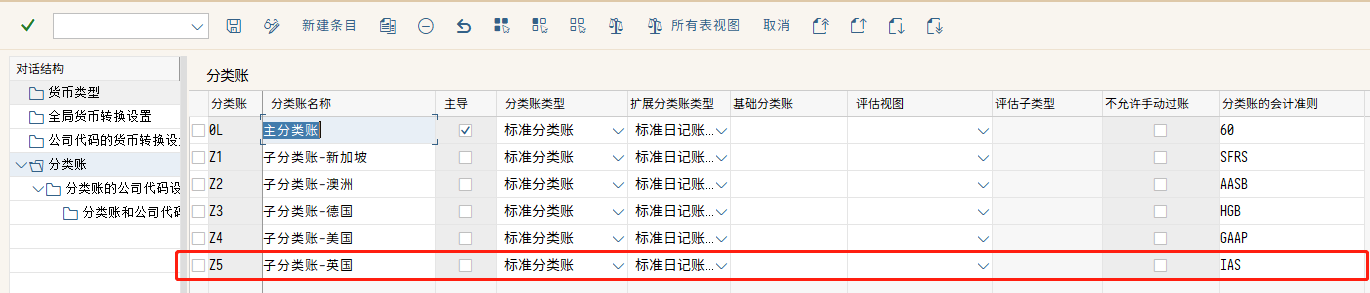 新建条目 所有表视图 取消
对话结构
货币类型
全局货币转换设置
公司代码的货币转换设
分类账
分类账的公司代码设
分类账和公司代码
分类账
分类账 分类账名称 主导 分类账类型 扩展分类账类型 基础分类账 评估视图 评估子类型 不允许手动过账 分类账的会计准则
0L 主分类账 标准分类账 标准日记账... 60
Z1 子分类账-新加坡 标准分类账 标准日记账... SFRS
Z2 子分类账-澳洲 标准分类账 标准日记账... AASB
Z3 子分类账-德国 标准分类账 标准日记账... HGB
Z4 子分类账-美国 标准分类账 标准日记账... GAAP
Z5 子分类账-英国 标准分类账 标准日记账... IAS